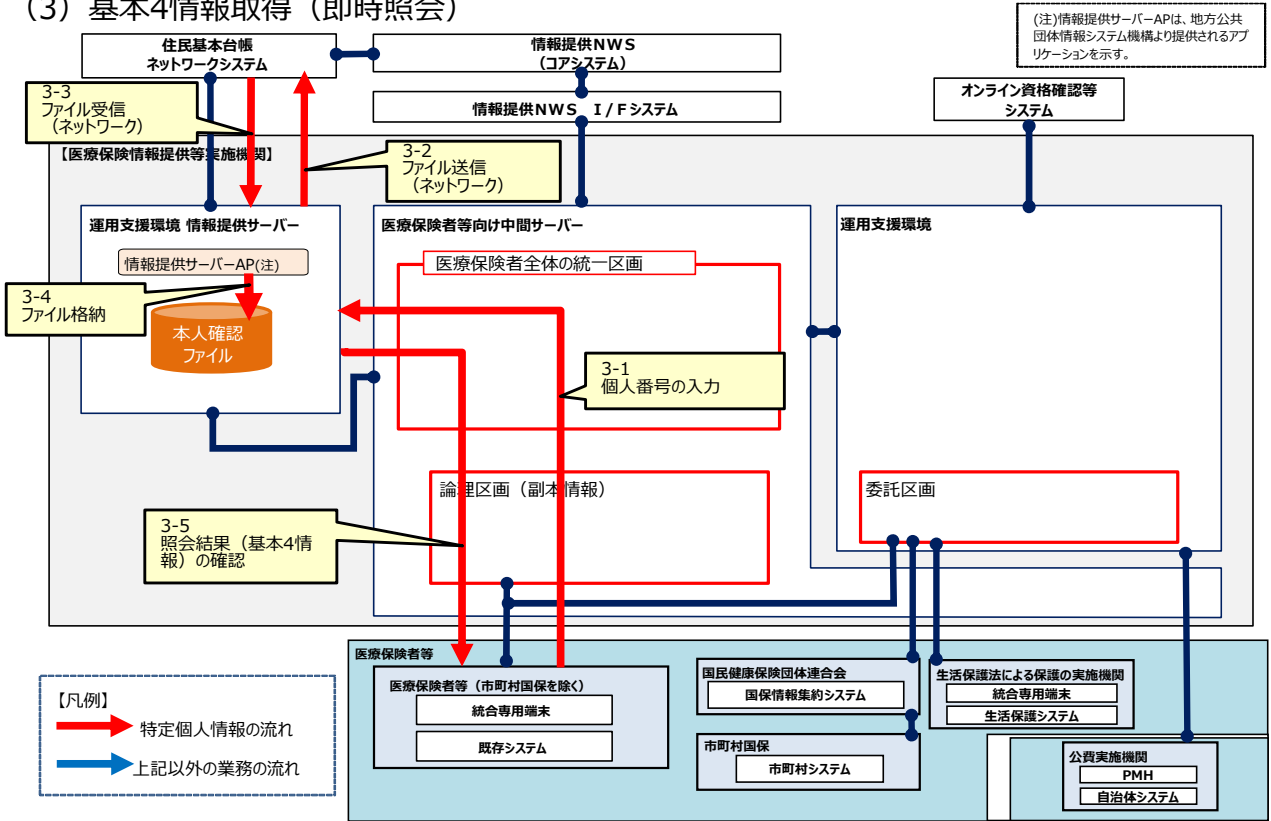 (3)基本4情報取得(即時照会)
(注)情報提供サーバーAPは、地方公共
団体情報システム機構より提供されるアプ
リケーションを示す。
住民基本台帳
ネットワークシステム
情報提供NWS
(コアシステム)
情報提供NWS I/Fシステム
オンライン資格確認等
システム
3-3
ファイル受信
(ネットワーク)
3-2
ファイル送信
(ネットワーク)
【医療保険情報提供等実施機関】
運用支援環境 情報提供サーバー
医療保険者等向け中間サーバー
運用支援環境
情報提供サーバーAP(注)
医療保険者全体の統一区画
3-4
ファイル格納
本人確認
ファイル
3-1
個人番号の入力
論理区画(副本情報)
委託区画
3-5
照会結果(基本4情
報)の確認
医療保険者等
医療保険者等(市町村国保を除く)
統合専用端末
既存システム
国民健康保険団体連合会
国保情報集約システム
市町村国保
市町村システム
生活保護法による保護の実施機関
統合専用端末
生活保護システム
公費実施機関
PMH
自治体システム
【凡例】
特定個人情報の流れ
上記以外の業務の流れ